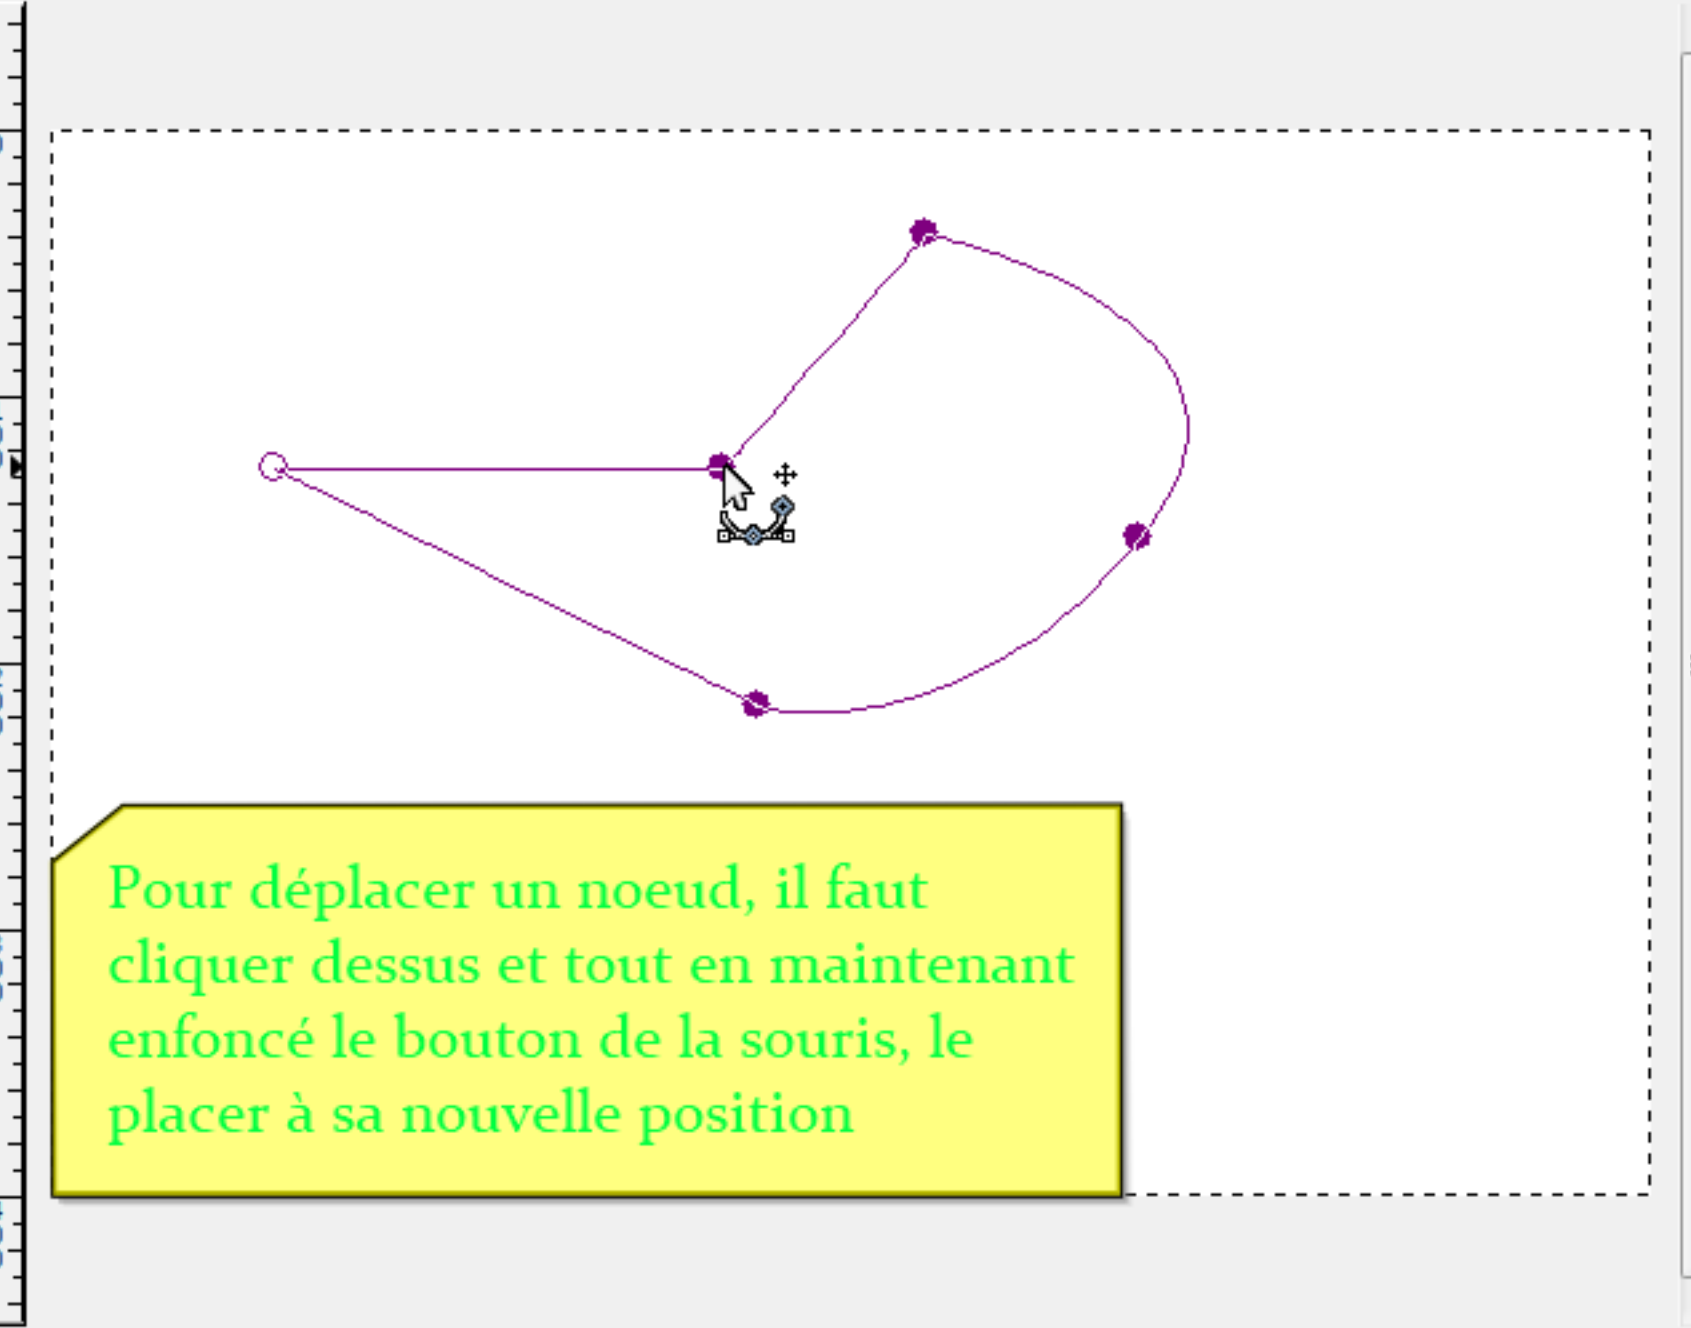 Pour déplacer un noeud, il faut
cliquer dessus et tout en maintenant
enfoncé le bouton de la souris, le
placer à sa nouvelle position